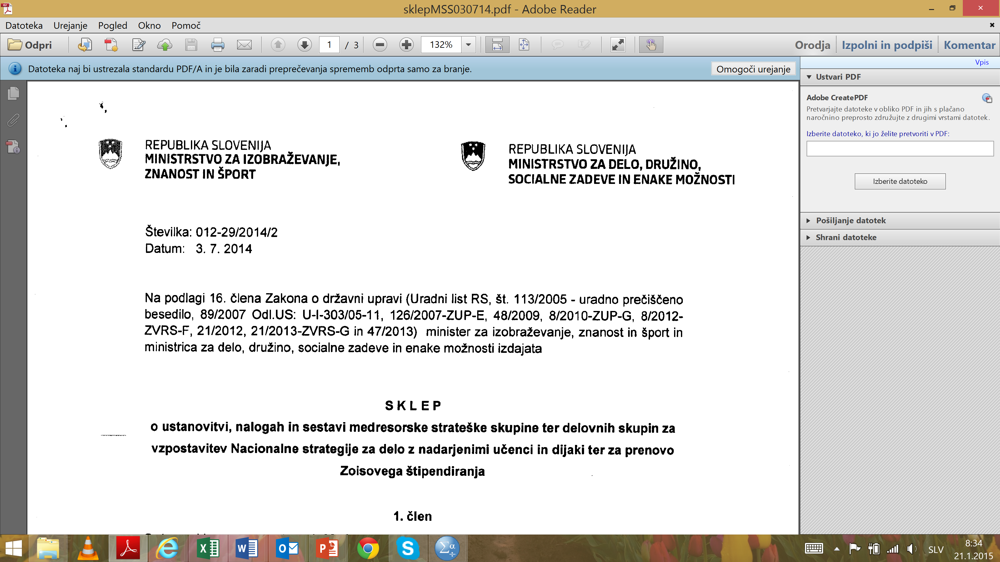 sklepMSS030714.pdf - Adobe Reader
Datoteka Urejanje Pogled Okno Pomoč
Odpri 1 / 3 132% Orodja Izpolni in podpiši Komentar
Datoteka naj bi ustrezala standardu PDF/A in je bila zaradi preprečevanja sprememb odprta samo za branje. Omogoči urejanje
Vpis
Ustvari PDF
Adobe CreatePDF
Pretvarjajte datoteke v obliko PDF in jih s plačano
naročnino preprosto združujte z drugimi vrstami datotek.
Izberite datoteko, ki jo želite pretvoriti v PDF:
Izberite datoteko
Pošiljanje datotek
Shrani datoteke
REPUBLIKA SLOVENIJA
MINISTRSTVO ZA IZOBRAŽEVANJE,
ZNANOST IN ŠPORT
REPUBLIKA SLOVENIJA
MINISTRSTVO ZA DELO, DRUŽINO,
SOCIALNE ZADEVE IN ENAKE MOŽNOSTI
Številka: 012-29/2014/2
Datum: 3. 7. 2014
Na podlagi 16. člena Zakona o državni upravi (Uradni list RS, št. 113/2005 - uradno prečiščeno
besedilo, 89/2007 Odl.US: U-I-303/05-11, 126/2007-ZUP-E, 48/2009, 8/2010-ZUP-G, 8/2012-
ZVRS-F, 21/2012, 21/2013-ZVRS-G in 47/2013) minister za izobraževanje, znanost in šport in
ministrica za delo, družino, socialne zadeve in enake možnosti izdajata
S K L E P
o ustanovitvi, nalogah in sestavi medresorske strateške skupine ter delovnih skupin za
vzpostavitev Nacionalne strategije za delo z nadarjenimi učenci in dijaki ter za prenovo
Zoisovega štipendiranja
1. člen
SLV
8:34
21.1.2015